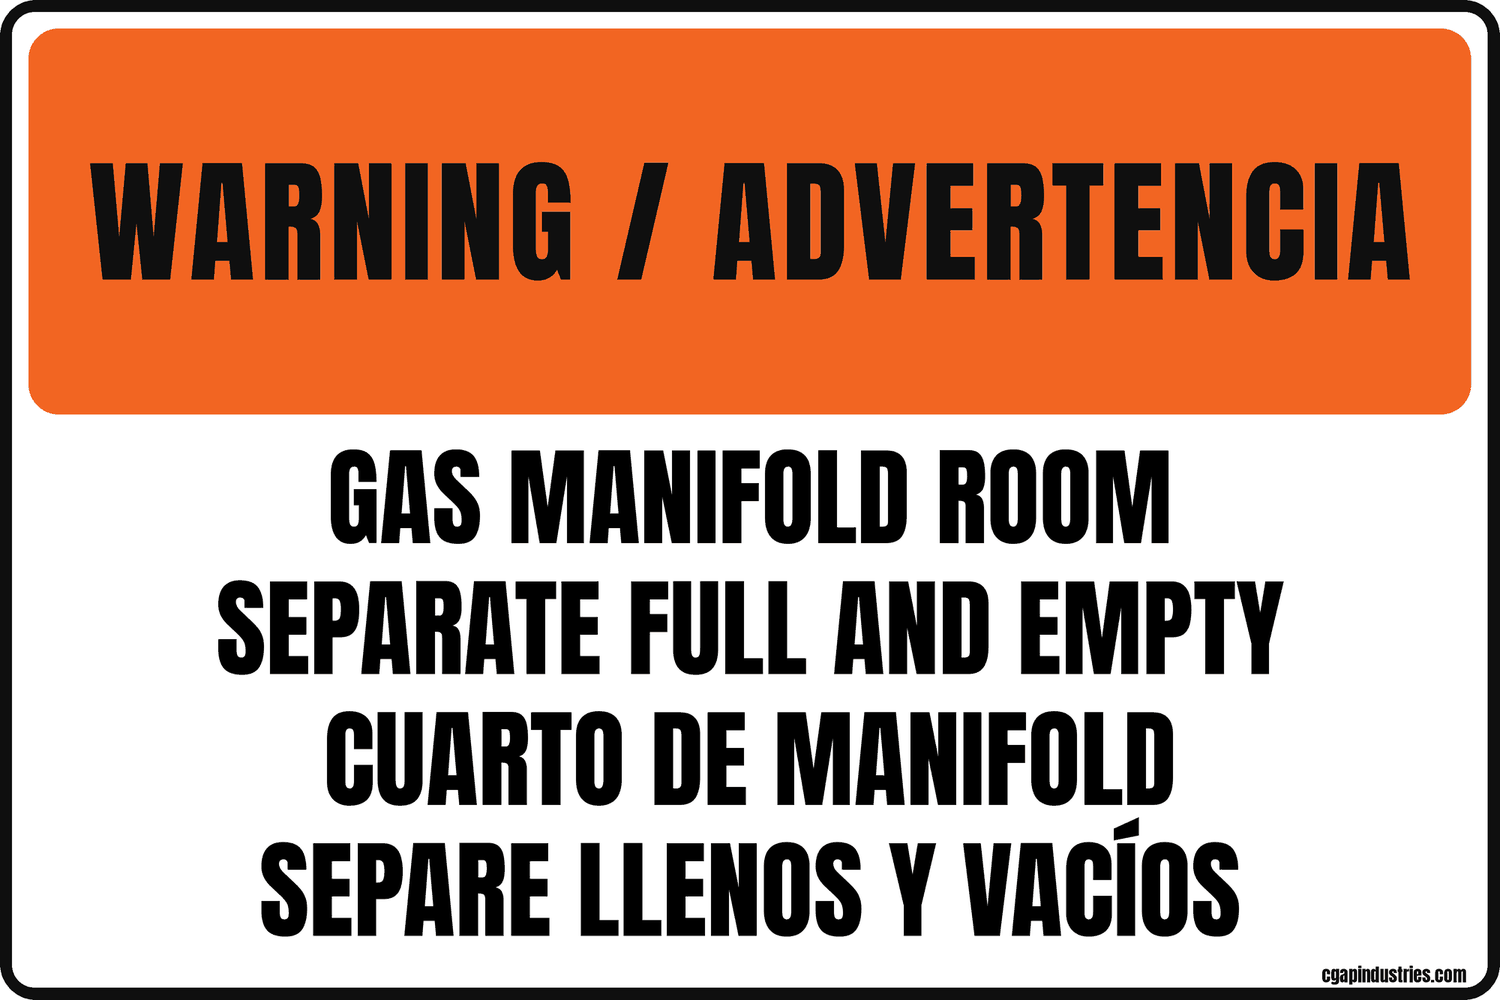 WARNING / ADVERTENCIA
GAS MANIFOLD ROOM
SEPARATE FULL AND EMPTY
CUARTO DE MANIFOLD
SEPARE LLENOS Y VACÍOS
cgapindustries.com